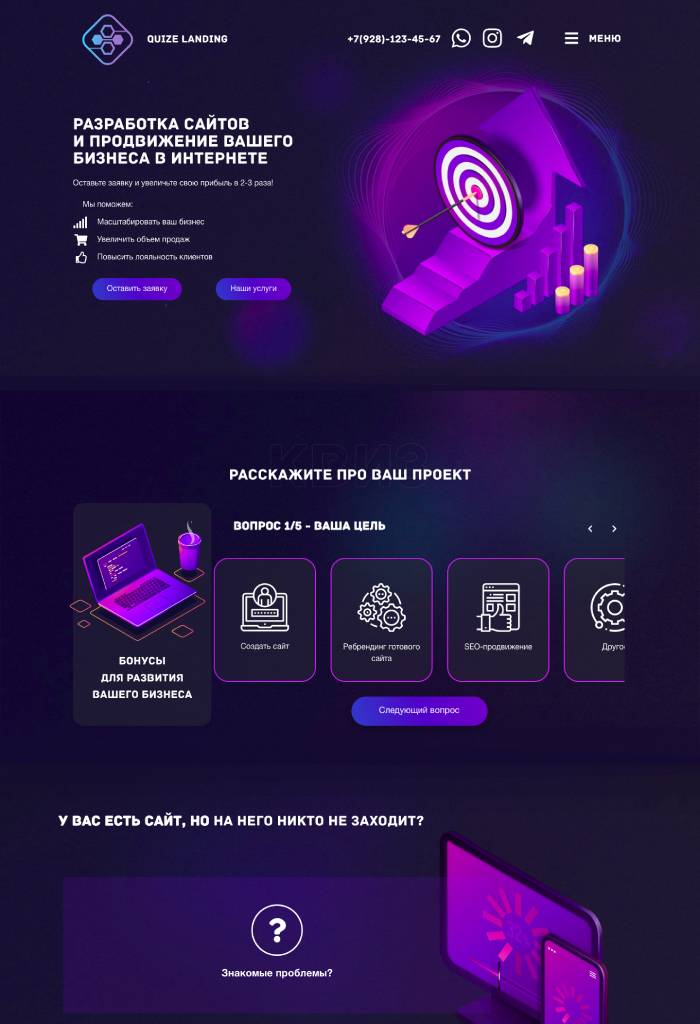 QUIZE LANDING
+7(928)-123-45-67
МЕНЮ
РАЗРАБОТКА САЙТОВ
И ПРОДВИЖЕНИЕ ВАШЕГО
БИЗНЕСА В ИНТЕРНЕТЕ
Оставьте заявку и увеличьте свою прибыль в 2-3 раза!
Мы поможем:
Масштабировать ваш бизнес
Увеличить объем продаж
Повысить лояльность клиентов
Оставить заявку
Наши услуги
КВИЗ
РАССКАЖИТЕ ПРО ВАШ ПРОЕКТ
ВОПРОС 1/5 - ВАША ЦЕЛЬ
БОНУСЫ
ДЛЯ РАЗВИТИЯ
ВАШЕГО БИЗНЕСА
Создать сайт
Ребрендинг готового
сайта
SEO-продвижение
Друго
Следующий вопрос
У ВАС ЕСТЬ САЙТ, НО НА НЕГО НИКТО НЕ ЗАХОДИТ?
?
Знакомые проблемы?